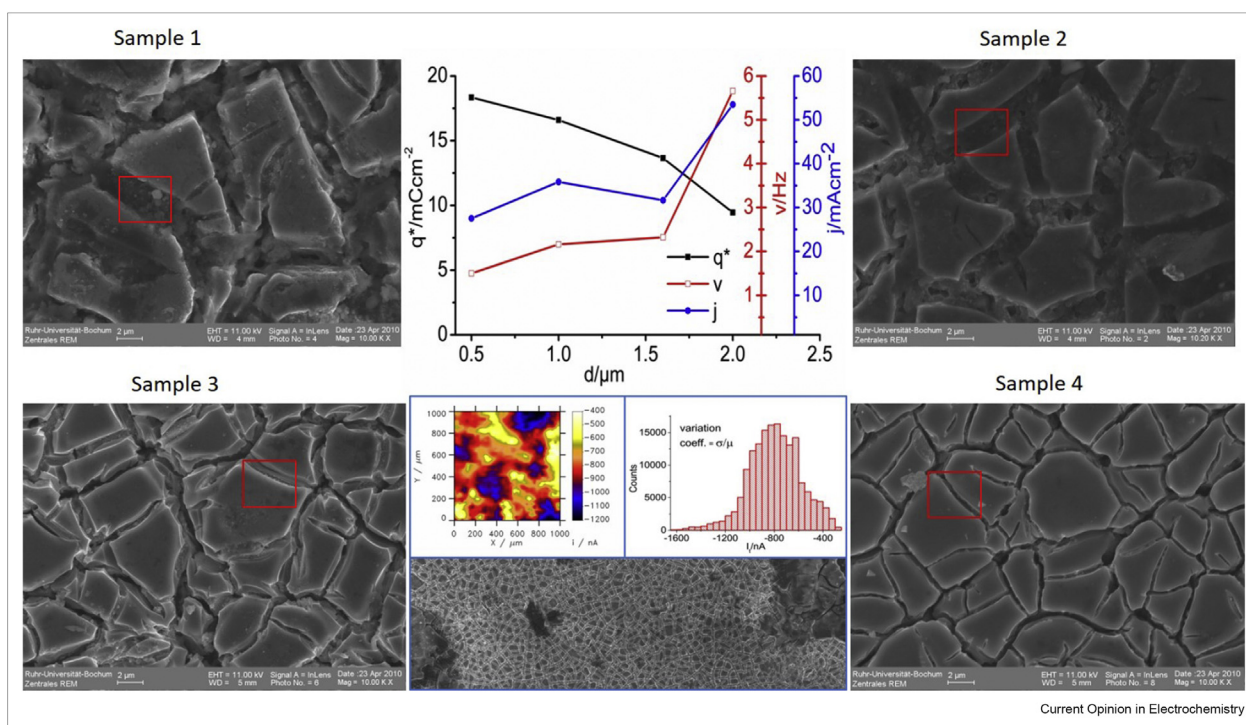 Sample 1
Sample 2
Ruhr-Universität-Bochum
Zentrales REM
2 µm
EHT = 11.00 kV
WD = 4 mm
Signal A = InLens
Photo No. = 4
Date :23 Apr 2010
Mag = 10.00 K X
q*/mCcm-2
20
15
10
5
0
0.5
1.0
1.5
2.0
2.5
d/µm
q*
v
j
6
5
4
3
2
1
0
v/Hz
60
50
40
30
20
10
0
j/mAcm-2
Ruhr-Universität-Bochum
Zentrales REM
2 µm
EHT = 11.00 kV
WD = 4 mm
Signal A = InLens
Photo No. = 2
Date :23 Apr 2010
Mag = 10.20 K X
Sample 3
Sample 4
Ruhr-Universität-Bochum
Zentrales REM
2 µm
EHT = 11.00 kV
WD = 5 mm
Signal A = InLens
Photo No. = 6
Date :23 Apr 2010
Mag = 10.00 K X
Y / µm
1000
800
600
400
200
0
0 200 400 600 800 1000
X / µm
-400
-500
-600
-700
-800
-900
-1000
-1100
-1200
i / nA
variation
coeff. = σ/µ
Counts
15000
10000
5000
0
-1600
-1200
-800
-400
I/nA
Ruhr-Universität-Bochum
Zentrales REM
2 µm
EHT = 11.00 kV
WD = 5 mm
Signal A = InLens
Photo No. = 8
Date :23 Apr 2010
Mag = 10.00 K X
Current Opinion in Electrochemistry